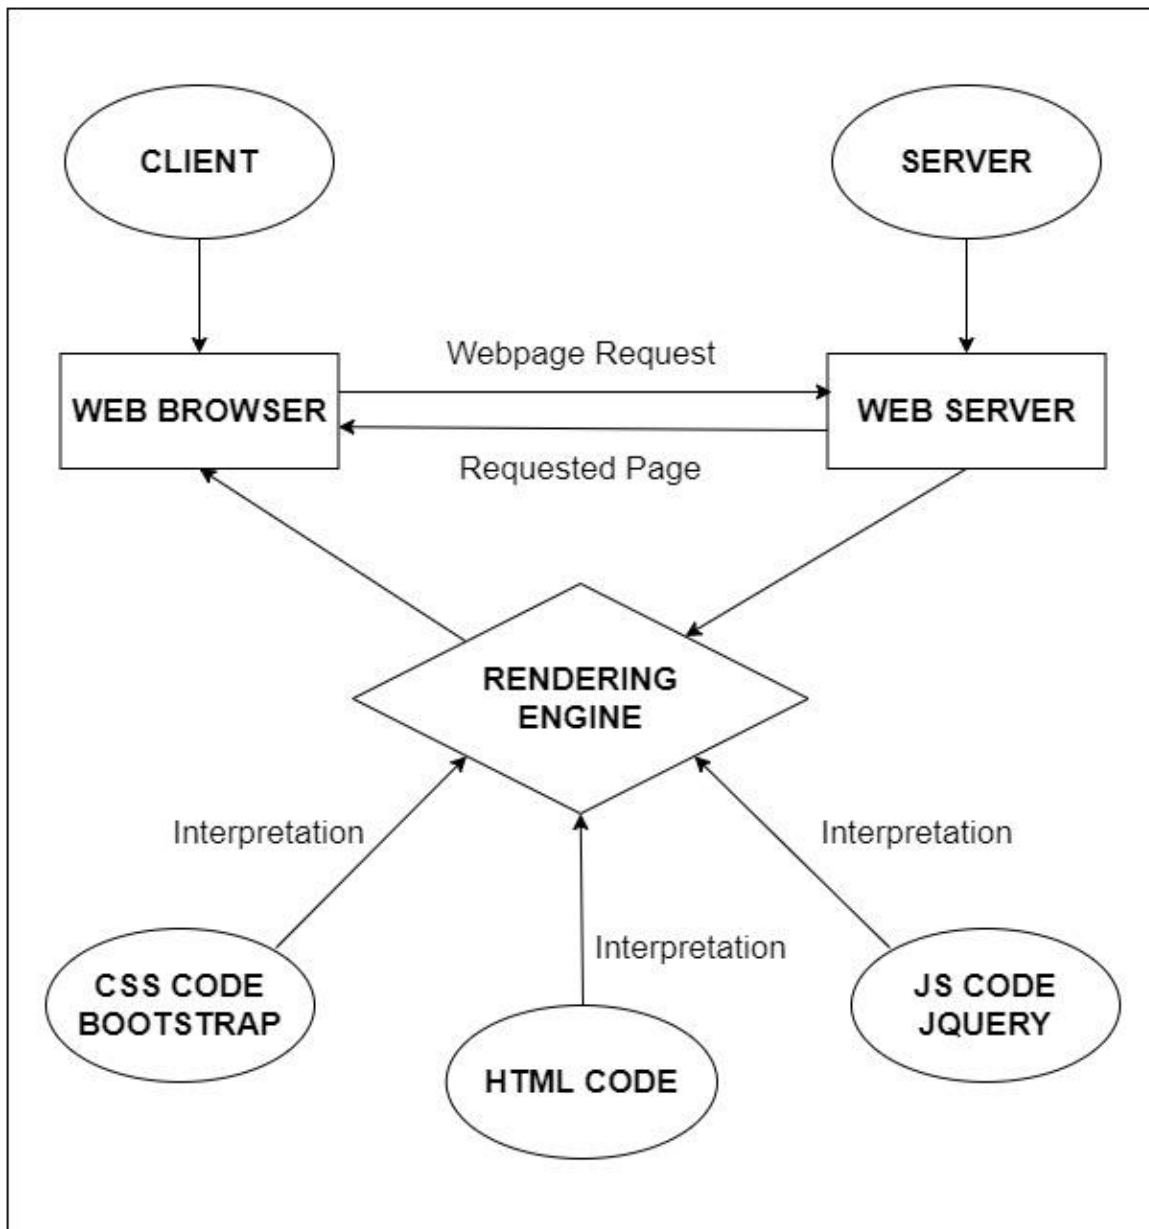 CLIENT
SERVER
Webpage Request
WEB BROWSER
WEB SERVER
Requested Page
RENDERING
ENGINE
Interpretation
Interpretation
Interpretation
CSS CODE
BOOTSTRAP
JS CODE
JQUERY
HTML CODE